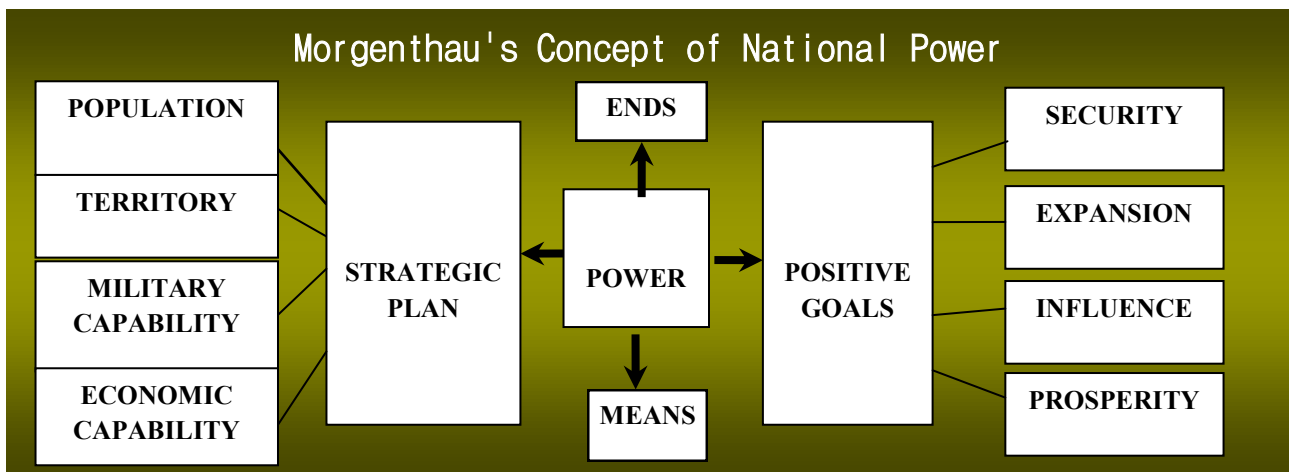 Morgenthau's Concept of National Power
POPULATION
TERRITORY
MILITARY
CAPABILITY
ECONOMIC
CAPABILITY
STRATEGIC
PLAN
ENDS
POWER
MEANS
POSITIVE
GOALS
SECURITY
EXPANSION
INFLUENCE
PROSPERITY